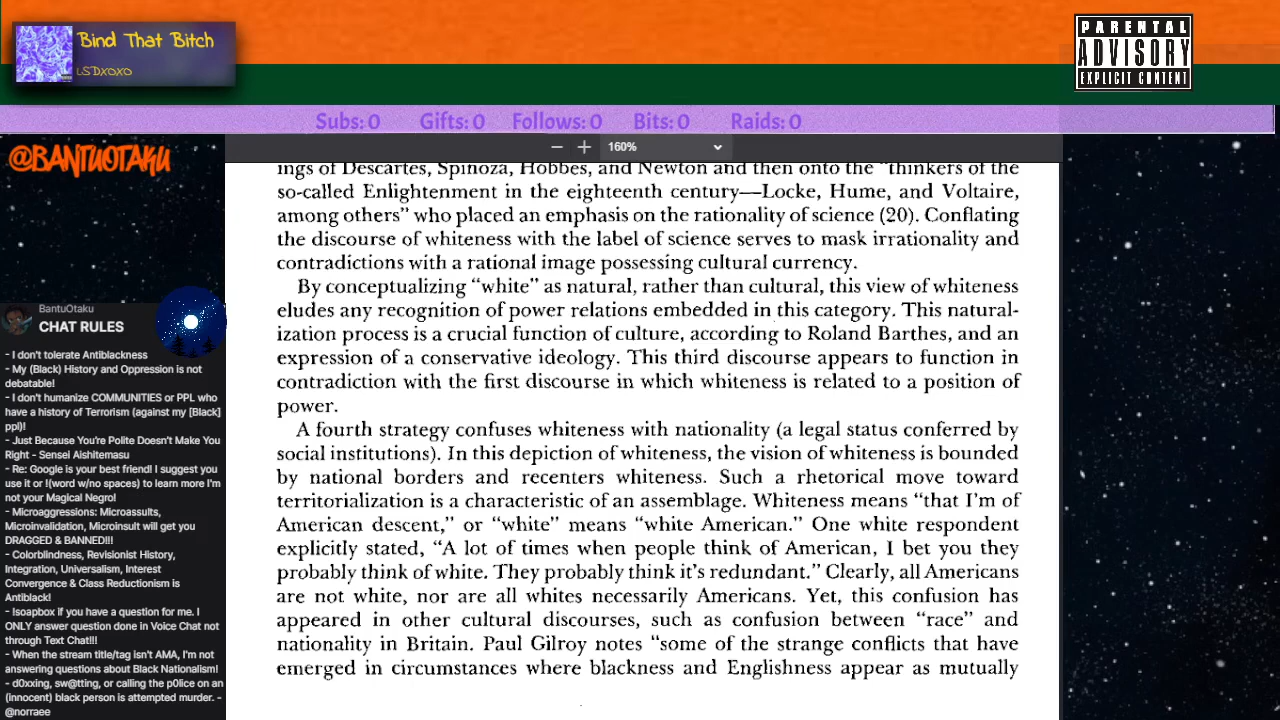 Bind That Bitch
LSDXOXO
PARENTAL
ADVISORY
EXPLICIT CONTENT
Subs: 0 Gifts: 0 Follows: 0 Bits: 0 Raids: 0
@BANTUOTAKU
160%
ings of Descartes, Spinoza, Hobbes, and Newton and then onto the "thinkers of the
so-called Enlightenment in the eighteenth century—Locke, Hume, and Voltaire,
among others" who placed an emphasis on the rationality of science (20). Conflating
the discourse of whiteness with the label of science serves to mask irrationality and
contradictions with a rational image possessing cultural currency.
By conceptualizing "white" as natural, rather than cultural, this view of whiteness
eludes any recognition of power relations embedded in this category. This natural-
ization process is a crucial function of culture, according to Roland Barthes, and an
expression of a conservative ideology. This third discourse appears to function in
contradiction with the first discourse in which whiteness is related to a position of
power.
A fourth strategy confuses whiteness with nationality (a legal status conferred by
social institutions). In this depiction of whiteness, the vision of whiteness is bounded
by national borders and recenters whiteness. Such a rhetorical move toward
territorialization is a characteristic of an assemblage. Whiteness means "that I'm of
American descent," or "white" means "white American." One white respondent
explicitly stated, "A lot of times when people think of American, I bet you they
probably think of white. They probably think it's redundant." Clearly, all Americans
are not white, nor are all whites necessarily Americans. Yet, this confusion has
appeared in other cultural discourses, such as confusion between "race" and
nationality in Britain. Paul Gilroy notes "some of the strange conflicts that have
emerged in circumstances where blackness and Englishness appear as mutually
BantuOtaku
CHAT RULES
- I don't tolerate Antiblackness
- My (Black) History and Oppression is not
debatable!
- I don't humanize COMMUNITIES or PPL who
have a history of Terrorism (against my [Black]
ppl)!
- Just Because You're Polite Doesn't Make You
Right - Sensei Aishitemasu
- Re: Google is your best friend! I suggest you
use it or !(word w/no spaces) to learn more I'm
not your Magical Negro!
- Microaggressions: Microassults,
Microinvalidation, Microinsult will get you
DRAGGED & BANNED!!!
- Colorblindness, Revisionist History,
Integration, Universalism, Interest
Convergence & Class Reductionism is
Antiblack!
- !soapbox if you have a question for me. I
ONLY answer question done in Voice Chat not
through Text Chat!!!
- When the stream title/tag isn't AMA, I'm not
answering questions about Black Nationalism!
- d0xxing, sw@tting, or calling the p0lice on an
(innocent) black person is attempted murder. -
@norraee